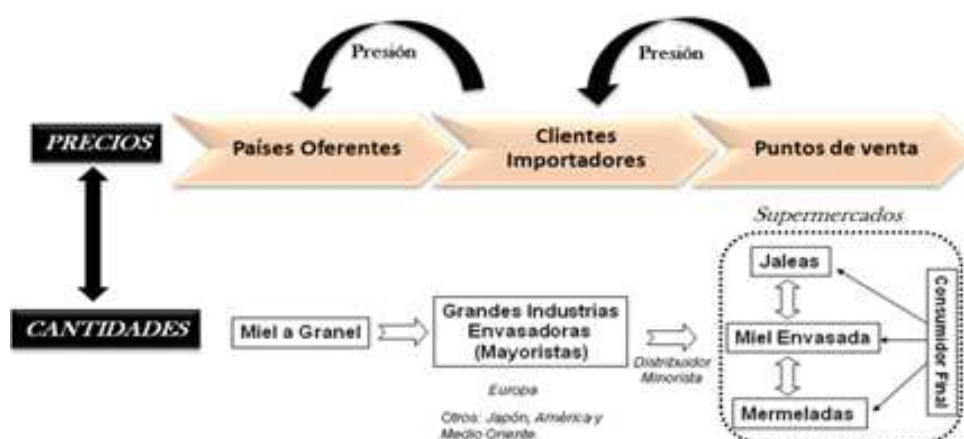 Presión
Presión
PRECIOS
Países Oferentes
Clientes
Importadores
Puntos de venta
Supermercados
Jaleas
CANTIDADES
Miel a Granel
Grandes Industrias
Envasadoras
(Mayoristas)
Distribuidor
Minorista
Miel Envasada
Consumidor Final
Europa
Mermeladas
Otros: Japón, América y
Medio Oriente